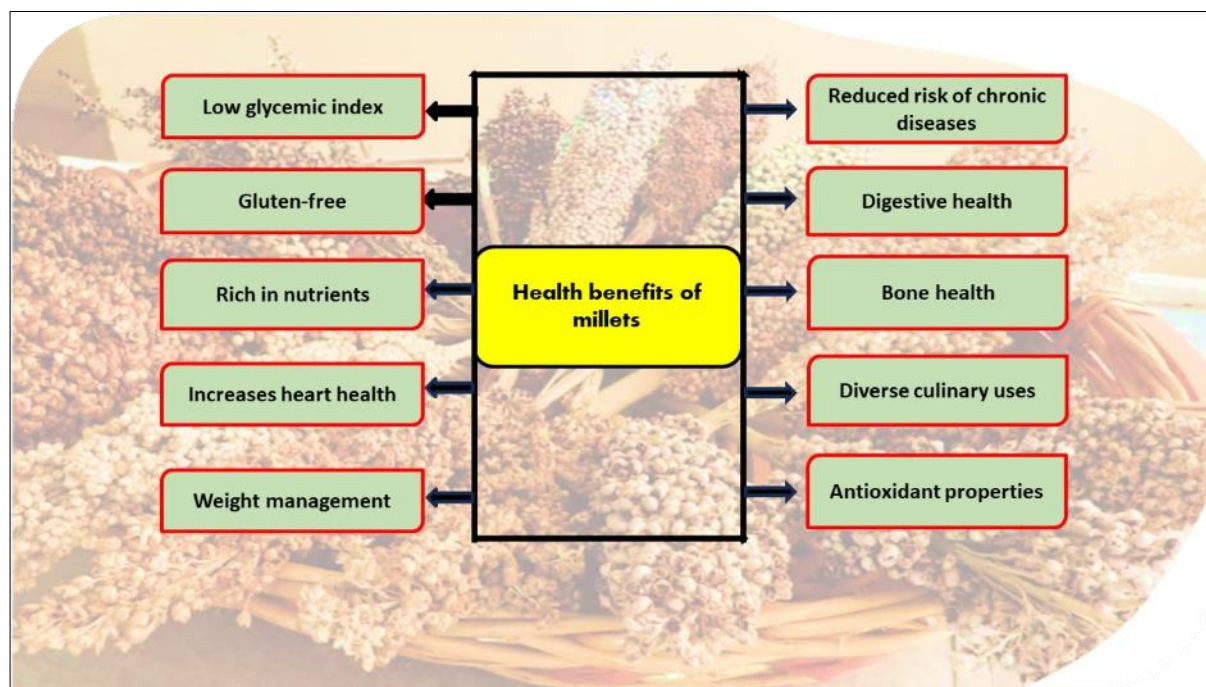 Low glycemic index
Gluten-free
Rich in nutrients
Increases heart health
Weight management
Health benefits of
millets
Reduced risk of chronic
diseases
Digestive health
Bone health
Diverse culinary uses
Antioxidant properties